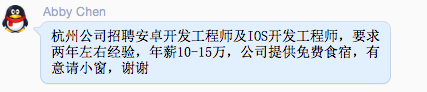 Abby Chen
杭州公司招聘安卓开发工程师及IOS开发工程师，要求
两年左右经验，年薪10-15万，公司提供免费食宿，有
意请小窗，谢谢